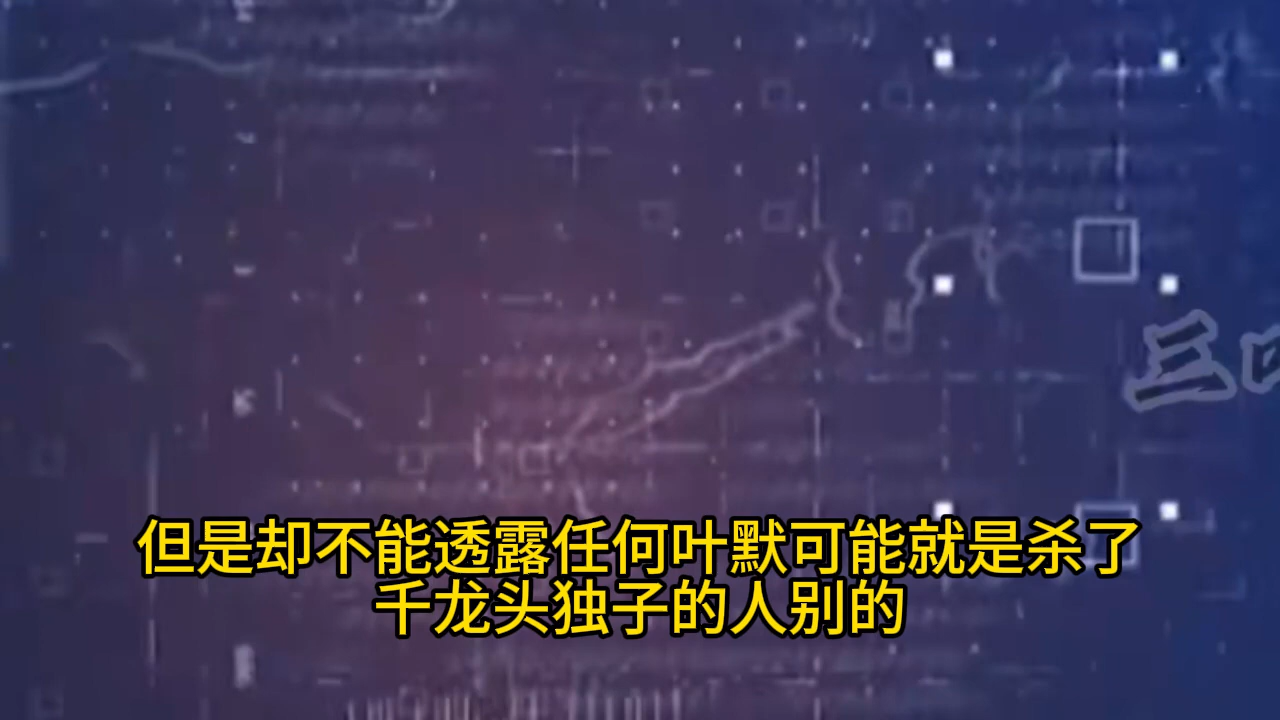 三
但是却不能透露任何叶默可能就是杀了
千龙头独子的人别的